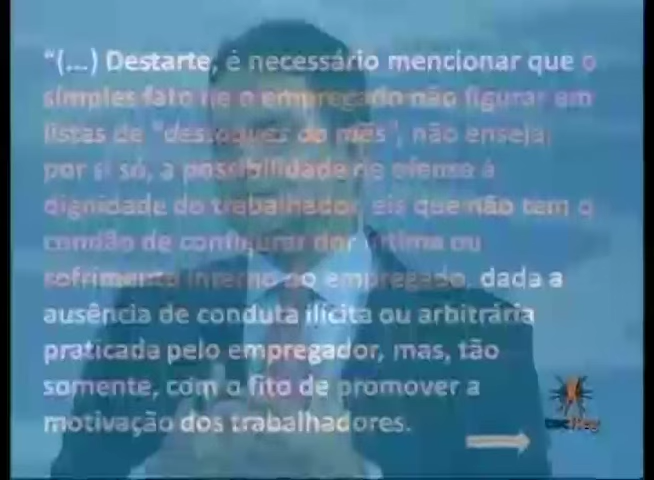 “(...) Destarte, é necessário mencionar que o
simples fato de o empregado não figurar em
listas de "destaques do mês", não enseja,
por si só, a possibilidade de ofensa à
dignidade do trabalhador, eis que não tem o
condão de configurar dor íntima ou
sofrimento interno ao empregado, dada a
ausência de conduta ilícita ou arbitrária
praticada pelo empregador, mas, tão
somente, com o fito de promover a
motivação dos trabalhadores.